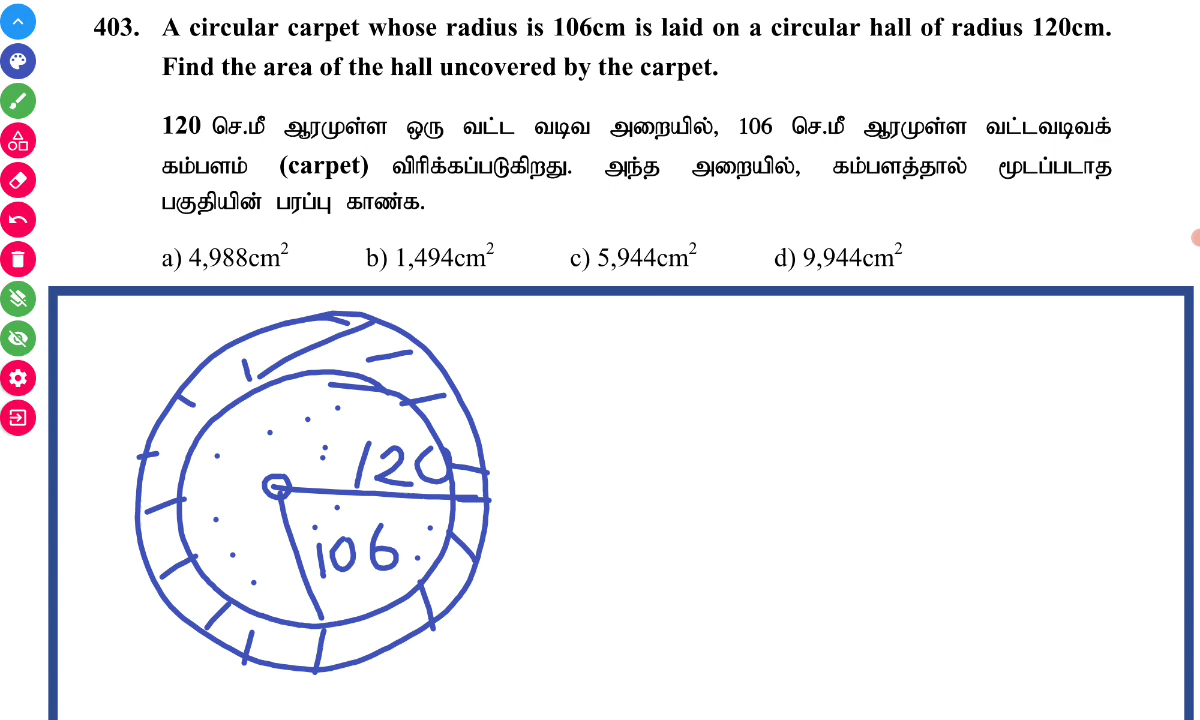 403. A circular carpet whose radius is 106cm is laid on a circular hall of radius 120cm.
Find the area of the hall uncovered by the carpet.
120 செ.மீ ஆரமுள்ள ஒரு வட்ட வடிவ அறையில், 106 செ.மீ ஆரமுள்ள வட்டவடிவக்
கம்பளம் (carpet) விரிக்கப்படுகிறது. அந்த அறையில், கம்பளத்தால் மூடப்படாத
பகுதியின் பரப்பு காண்க.
a) 4,988cm² b) 1,494cm² c) 5,944cm² d) 9,944cm²
120
106